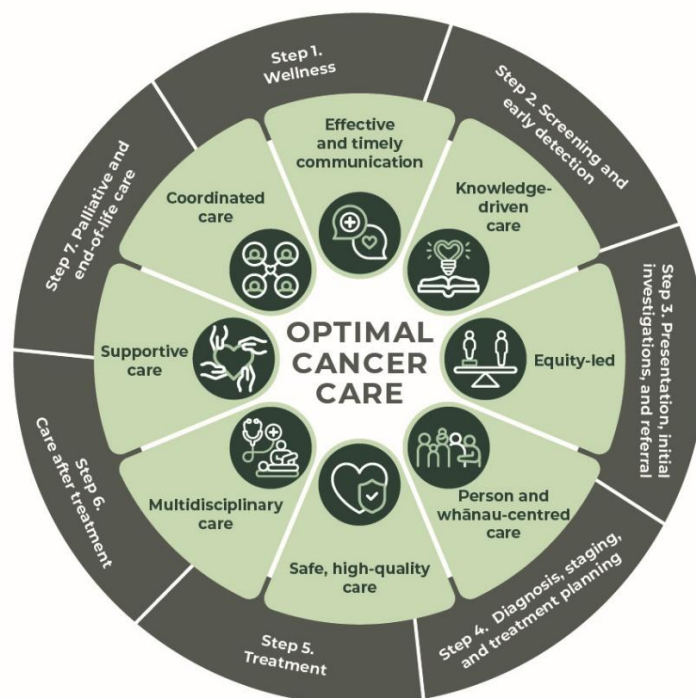 Step 1.
Wellness
Step 2. Screening and
early detection
Step 3. Presentation, initial
investigations, and referral
Step 4. Diagnosis, staging,
and treatment planning
Step 5.
Treatment
Step 6.
Care after treatment
Step 7. Palliative and
end-of-life care
Effective
and timely
communication
Knowledge-
driven
care
Equity-led
Person and
whānau-centred
care
Safe, high-quality
care
Multidisciplinary
care
Supportive
care
Coordinated
care
OPTIMAL
CANCER
CARE